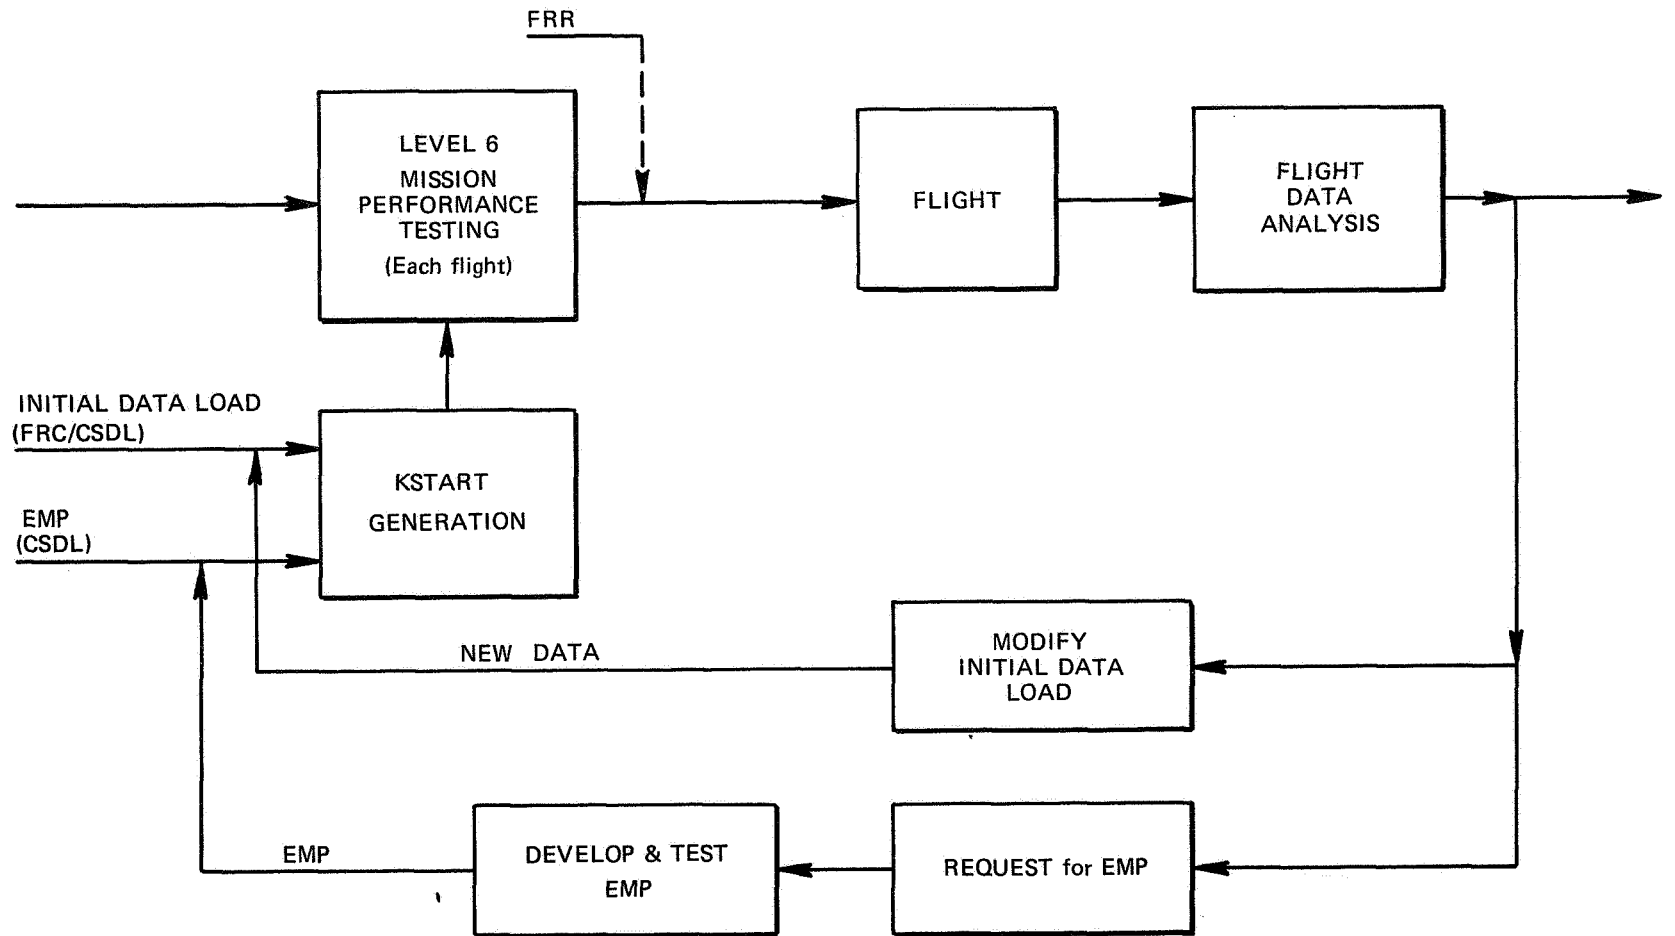 FRR
LEVEL 6
MISSION
PERFORMANCE
TESTING
(Each flight)
FLIGHT
FLIGHT
DATA
ANALYSIS
INITIAL DATA LOAD
(FRC/CSDL)
KSTART
GENERATION
EMP
(CSDL)
NEW DATA
MODIFY
INITIAL DATA
LOAD
EMP
DEVELOP & TEST
EMP
REQUEST for EMP